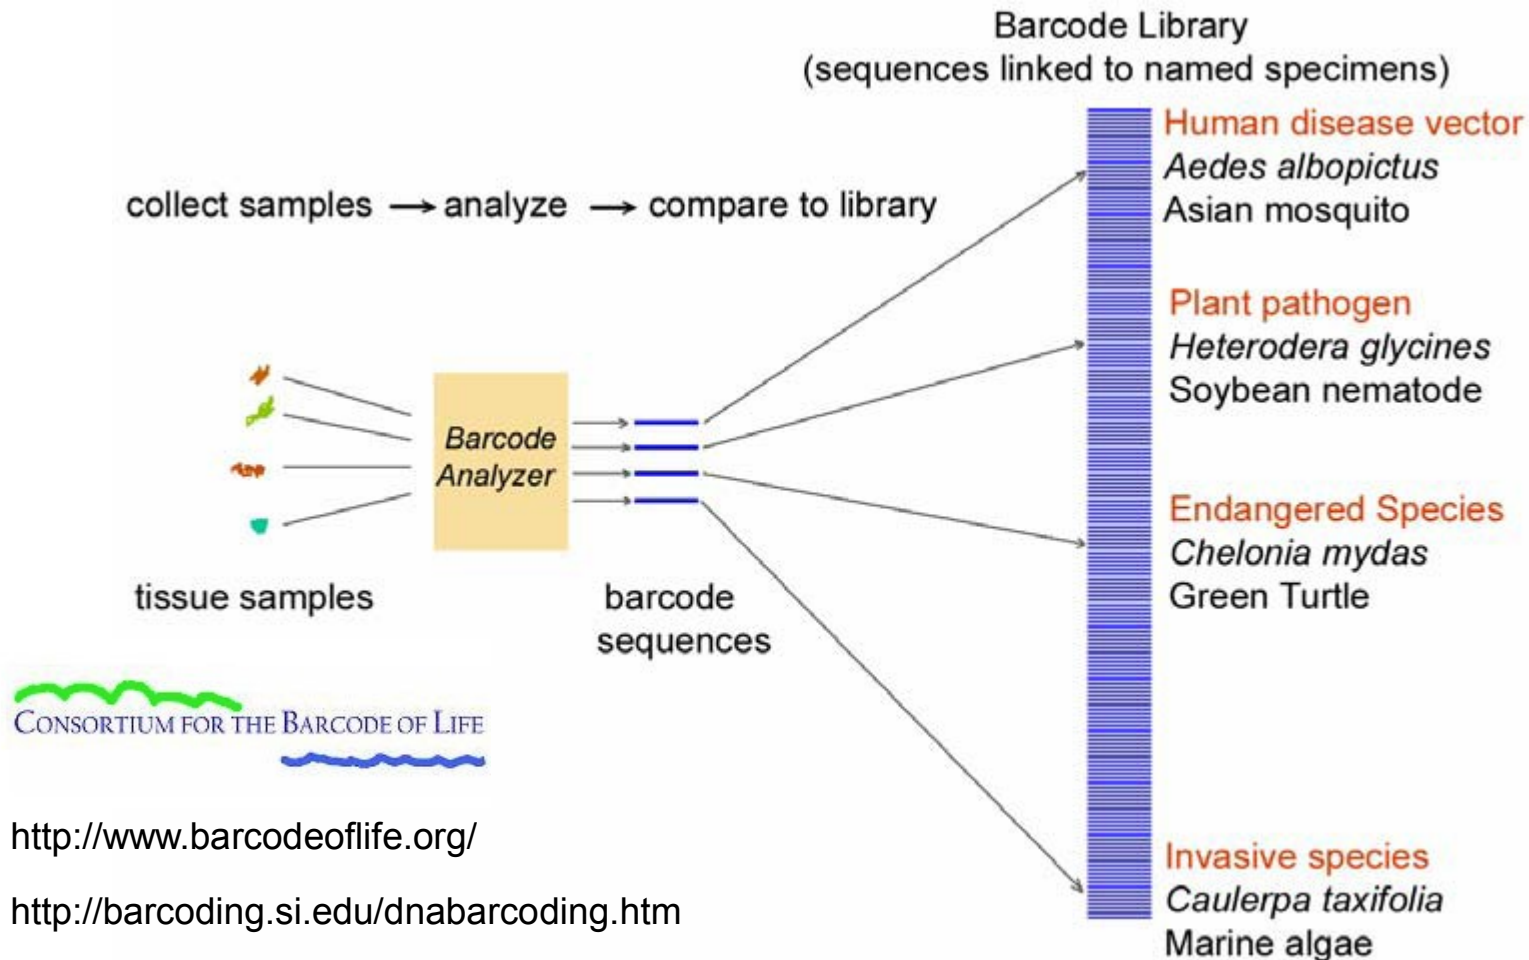 Barcode Library
(sequences linked to named specimens)
Human disease vector
Aedes albopictus
Asian mosquito
collect samples → analyze → compare to library
Plant pathogen
Heterodera glycines
Soybean nematode
Barcode
Analyzer
Endangered Species
Chelonia mydas
Green Turtle
tissue samples
barcode
sequences
CONSORTIUM FOR THE BARCODE OF LIFE
http://www.barcodeoflife.org/
http://barcoding.si.edu/dnabarcoding.htm
Invasive species
Caulerpa taxifolia
Marine algae